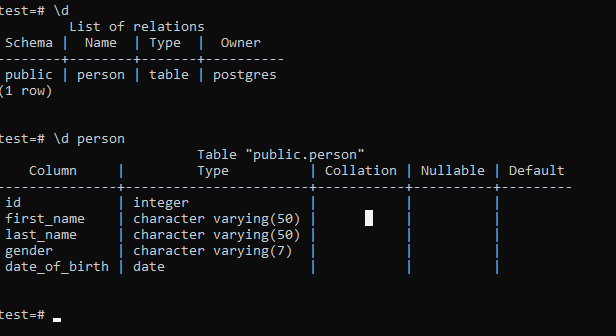 test=# \d
List of relations
Schema | Name | Type | Owner
--------+--------+-------+----------
public | person | table | postgres
(1 row)
test=# \d person
Table "public.person"
Column | Type | Collation | Nullable | Default
---------------+-----------------------+-----------+----------+---------
id | integer | | |
first_name | character varying(50) | | |
last_name | character varying(50) | | |
gender | character varying(7) | | |
date_of_birth | date | | |
test=#